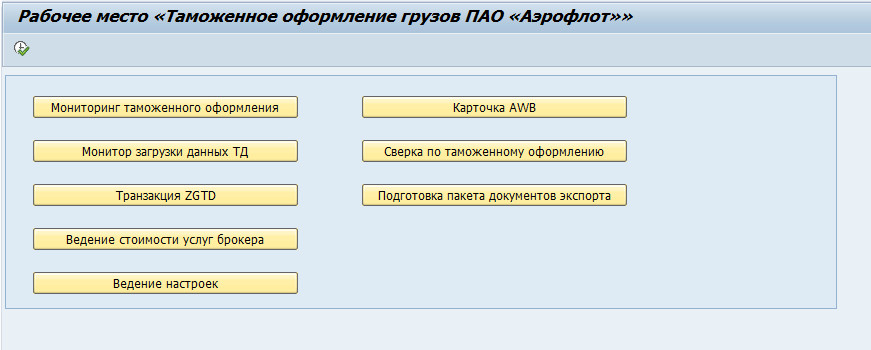 Рабочее место «Таможенное оформление грузов ПАО «Аэрофлот»»
Мониторинг таможенного оформления
Карточка AWB
Монитор загрузки данных ТД
Сверка по таможенному оформлению
Транзакция ZGTD
Подготовка пакета документов экспорта
Ведение стоимости услуг брокера
Ведение настроек